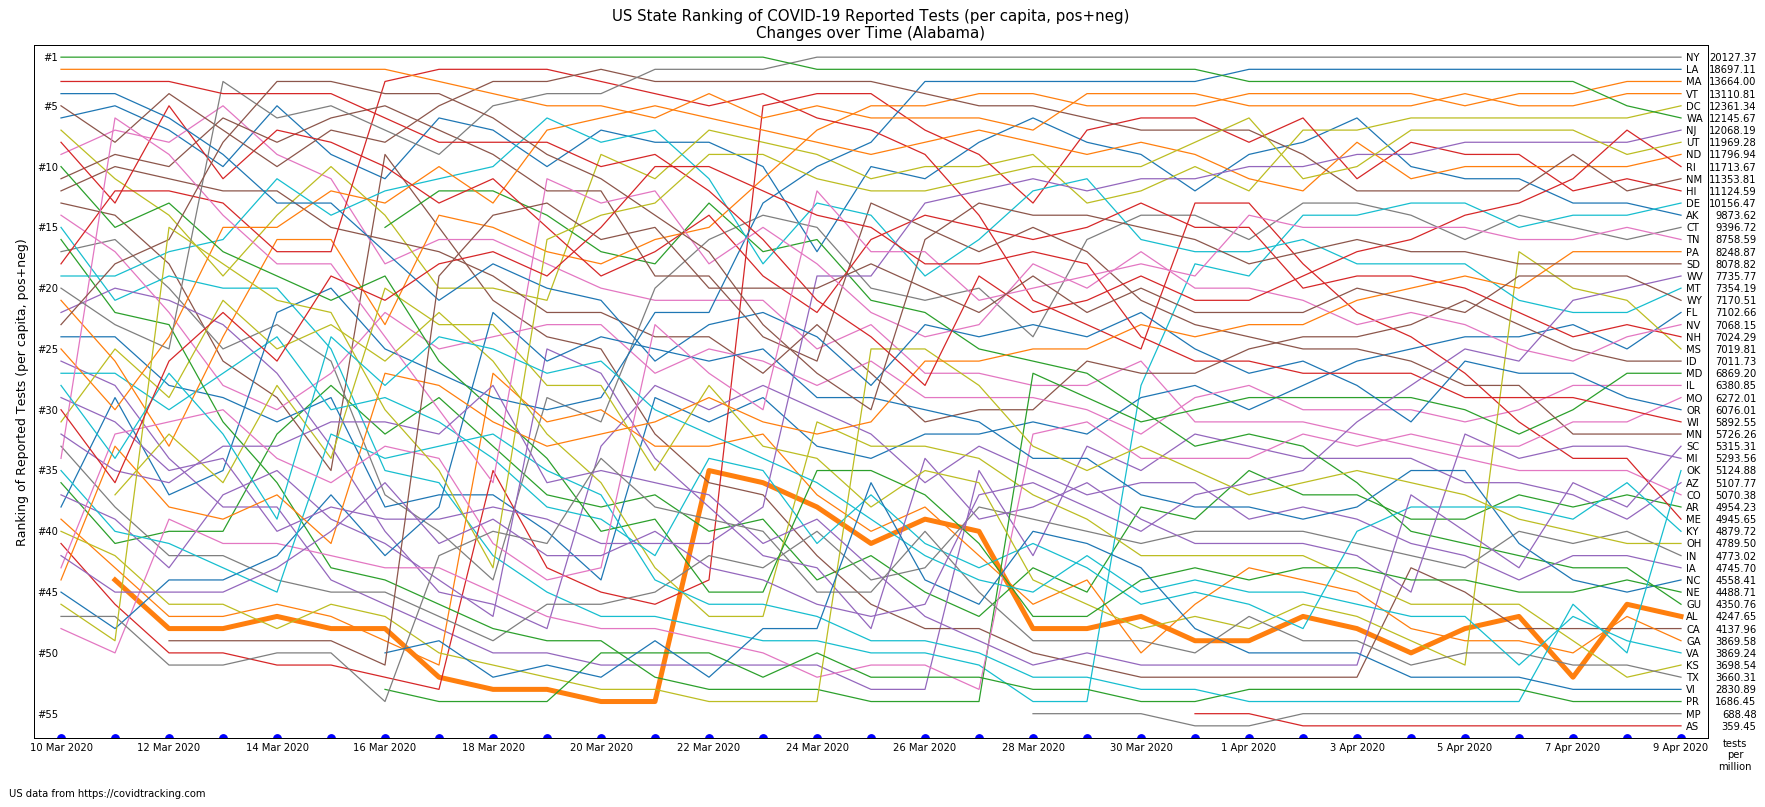 US State Ranking of COVID-19 Reported Tests (per capita, pos+neg)
Changes over Time (Alabama)
Ranking of Reported Tests (per capita, pos+neg)
#1
#5
#10
#15
#20
#25
#30
#35
#40
#45
#50
#55
NY 20127.37
LA 18697.11
MA 13664.00
VT 13110.81
DC 12361.34
WA 12145.67
NJ 12068.19
UT 11969.28
ND 11796.94
RI 11713.67
NM 11353.81
HI 11124.59
DE 10156.47
AK 9873.62
CT 9396.72
TN 8758.59
PA 8248.87
SD 8078.82
WV 7735.77
MT 7354.19
WY 7170.51
FL 7102.66
NV 7068.15
NH 7024.29
MS 7019.81
ID 7011.73
MD 6869.20
IL 6380.85
MO 6272.01
OR 6076.01
WI 5892.55
MN 5726.26
SC 5315.31
MI 5293.56
OK 5124.88
AZ 5107.77
CO 5070.38
AR 4954.23
ME 4945.65
KY 4879.72
OH 4789.50
IN 4773.02
IA 4745.70
NC 4558.41
NE 4488.71
GU 4350.76
AL 4247.65
CA 4137.96
GA 3869.58
VA 3869.24
KS 3698.54
TX 3660.31
VI 2830.89
PR 1686.45
MP 688.48
AS 359.45
10 Mar 2020 12 Mar 2020 14 Mar 2020 16 Mar 2020 18 Mar 2020 20 Mar 2020 22 Mar 2020 24 Mar 2020 26 Mar 2020 28 Mar 2020 30 Mar 2020 1 Apr 2020 3 Apr 2020 5 Apr 2020 7 Apr 2020 9 Apr 2020
tests
per
million
US data from https://covidtracking.com